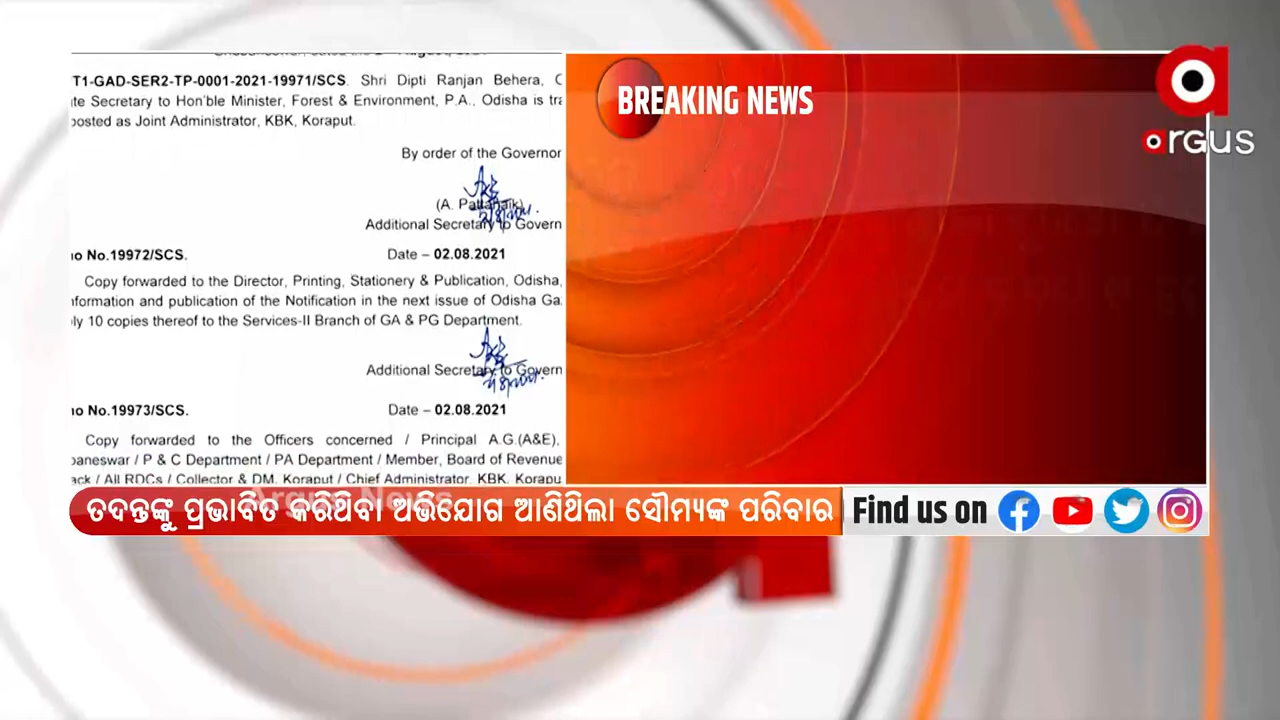 T1-GAD-SER2-TP-0001-2021-19971/SCS. Shri Dipti Ranjan Behera,
Secretary to Hon'ble Minister, Forest & Environment, P.A., Odisha is
posted as Joint Administrator, KBK, Koraput.
By order of the Governor
(A. Pattanaik)
Additional Secretary to Govern
No.19972/SCS. Date – 02.08.2021
Copy forwarded to the Director, Printing, Stationery & Publication, Odisha,
nformation and publication of the Notification in the next issue of Odisha Ga
ly 10 copies thereof to the Services-II Branch of GA & PG Department.
Additional Secretary to Govern
No.19973/SCS. Date – 02.08.2021
Copy forwarded to the Officers concerned / Principal A.G.(A&E),
baneswar / P & C Department / PA Department / Member, Board of Revenue
ack / All RDCs / Collector & DM, Koraput / Chief Administrator, KBK, Koraput
BREAKING NEWS
argus
Argus News
ତଦନ୍ତଙ୍କୁ ପ୍ରଭାବିତ କରିଥିବା ଅଭିଯୋଗ ଆଣିଥିଲା ସୌମ୍ୟଙ୍କ ପରିବାର
Find us on